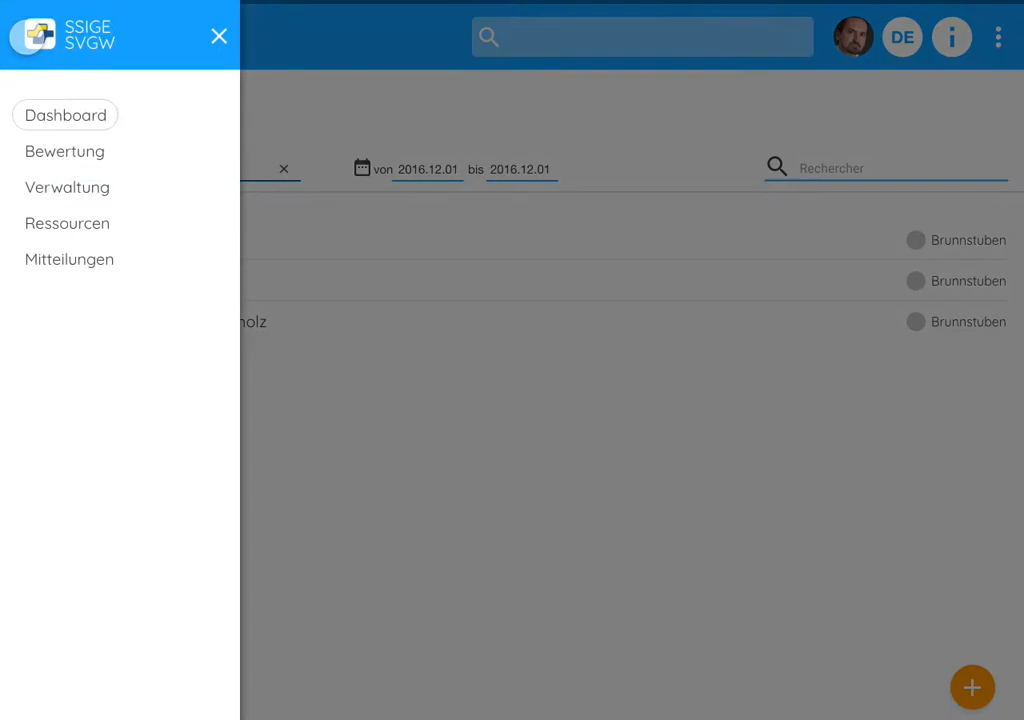 SSIGE
SVGW
DE
i
Dashboard
Bewertung
Verwaltung
Ressourcen
Mitteilungen
von 2016.12.01 bis 2016.12.01
Rechercher
Brunnstuben
Brunnstuben
holz
Brunnstuben